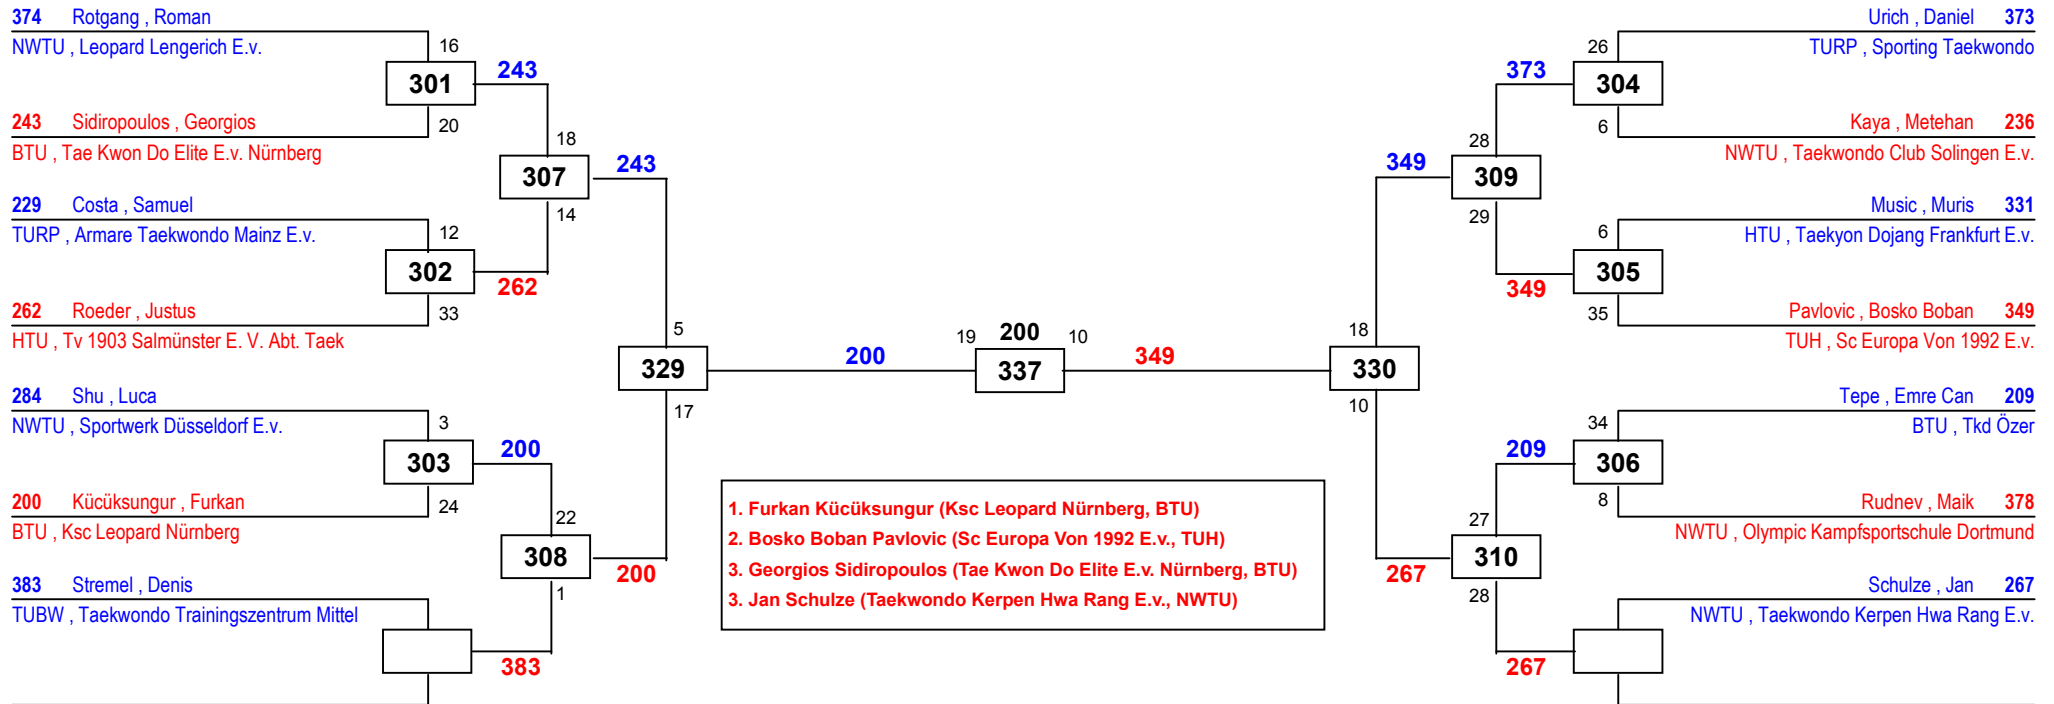 374 Rotgang , Roman
NWTU , Leopard Lengerich E.v.
16
301
243
20
243 Sidiropoulos , Georgios
BTU , Tae Kwon Do Elite E.v. Nürnberg
18
307
243
14
229 Costa , Samuel
TURP , Armare Taekwondo Mainz E.v.
12
302
262
33
262 Roeder , Justus
HTU , Tv 1903 Salmünster E. V. Abt. Taek
5
329
200
17
284 Shu , Luca
NWTU , Sportwerk Düsseldorf E.v.
3
303
200
24
200 Kücüksungur , Furkan
BTU , Ksc Leopard Nürnberg
22
308
200
1
383 Stremel , Denis
TUBW , Taekwondo Trainingszentrum Mittel
383
19 200 10
337
349
1. Furkan Kücüksungur (Ksc Leopard Nürnberg, BTU)
2. Bosko Boban Pavlovic (Sc Europa Von 1992 E.v., TUH)
3. Georgios Sidiropoulos (Tae Kwon Do Elite E.v. Nürnberg, BTU)
3. Jan Schulze (Taekwondo Kerpen Hwa Rang E.v., NWTU)
Urich , Daniel 373
TURP , Sporting Taekwondo
26
373
304
6
Kaya , Metehan 236
NWTU , Taekwondo Club Solingen E.v.
28
349
309
29
Music , Muris 331
HTU , Taekyon Dojang Frankfurt E.v.
6
305
349
35
Pavlovic , Bosko Boban 349
TUH , Sc Europa Von 1992 E.v.
18
330
10
Tepe , Emre Can 209
BTU , Tkd Özer
34
209
306
8
Rudnev , Maik 378
NWTU , Olympic Kampfsportschule Dortmund
27
310
267
28
Schulze , Jan 267
NWTU , Taekwondo Kerpen Hwa Rang E.v.
267